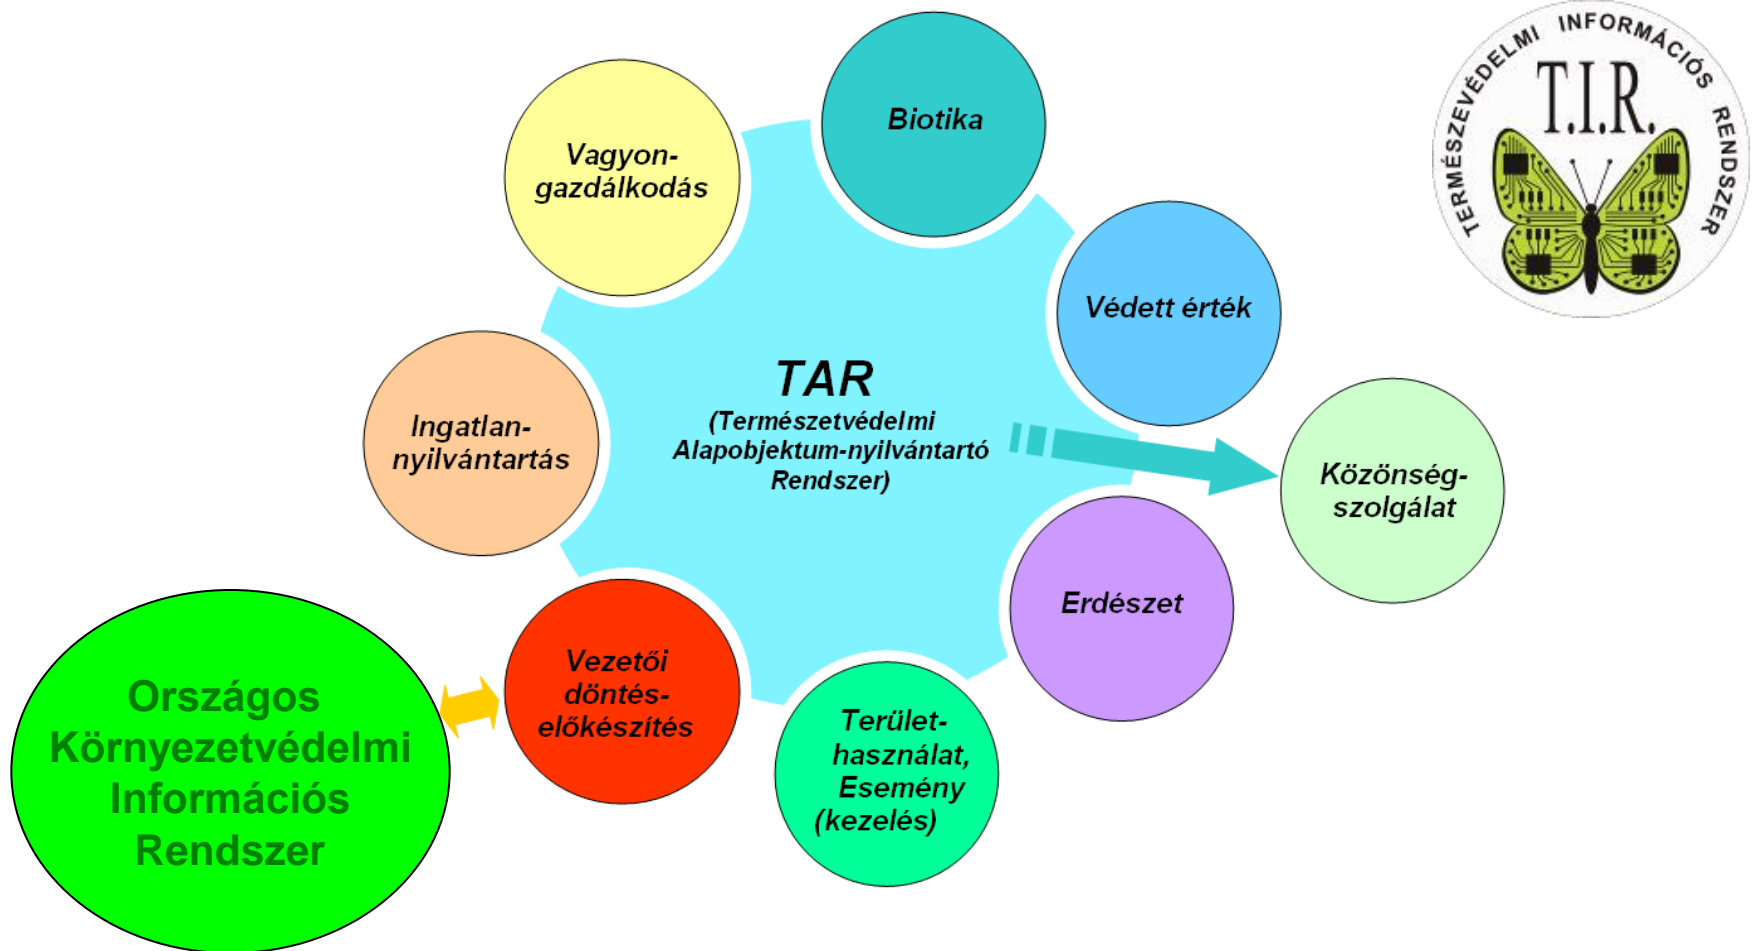 TERMÉSZEVÉDELMI INFORMÁCIÓS RENDSZER
T.I.R.
Biotika
Vagyon-
gazdálkodás
Védett érték
TAR
(Természetvédelmi
Alapobjektum-nyilvántartó
Rendszer)
Ingatlan-
nyilvántartás
Közönség-
szolgálat
Erdészet
Vezetői
döntés-
előkészítés
Terület-
használat,
Esemény
(kezelés)
Országos
Környezetvédelmi
Információs
Rendszer